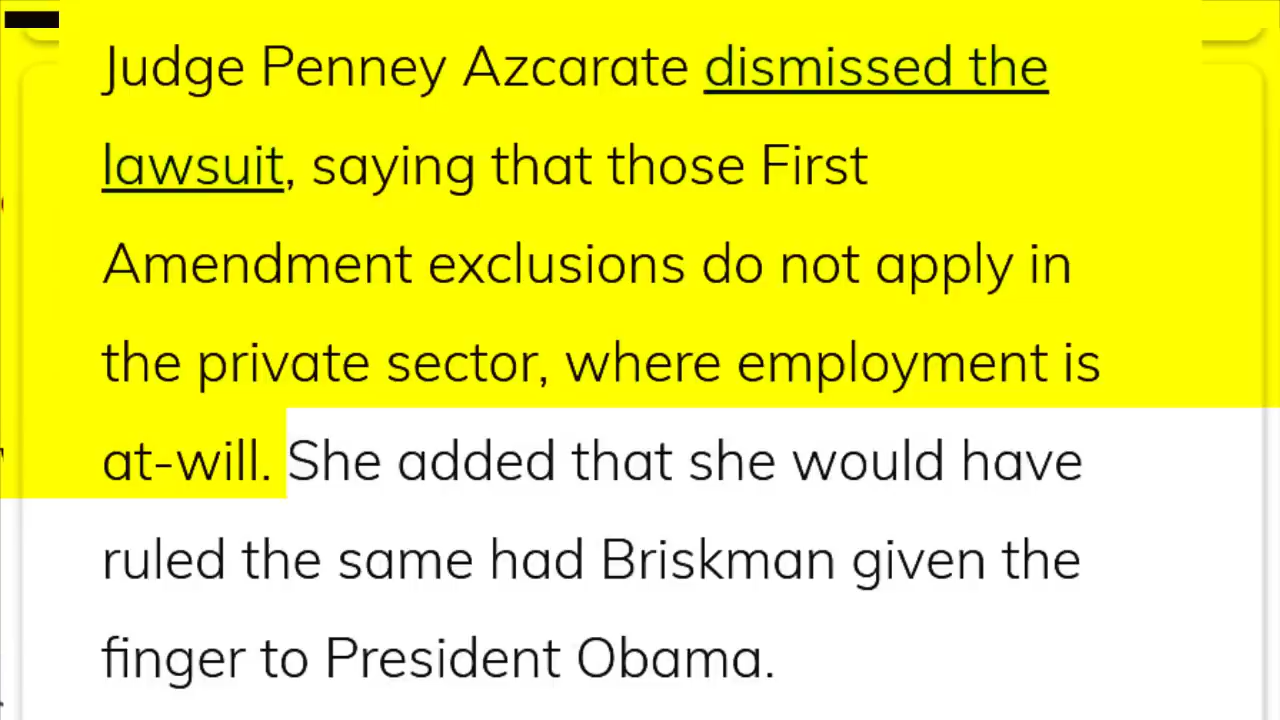 Judge Penney Azcarate dismissed the
lawsuit, saying that those First
Amendment exclusions do not apply in
the private sector, where employment is
at-will. She added that she would have
ruled the same had Briskman given the
finger to President Obama.